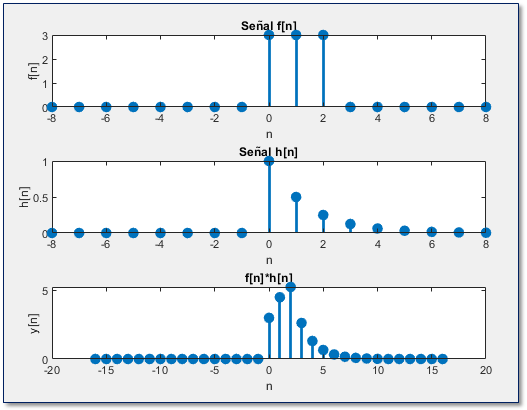 Señal f[n]
f[n]
3
2
1
0
-8 -6 -4 -2 0 2 4 6 8
n
Señal h[n]
h[n]
1
0.5
0
-8 -6 -4 -2 0 2 4 6 8
n
f[n]*h[n]
y[n]
5
0
-20 -15 -10 -5 0 5 10 15 20
n